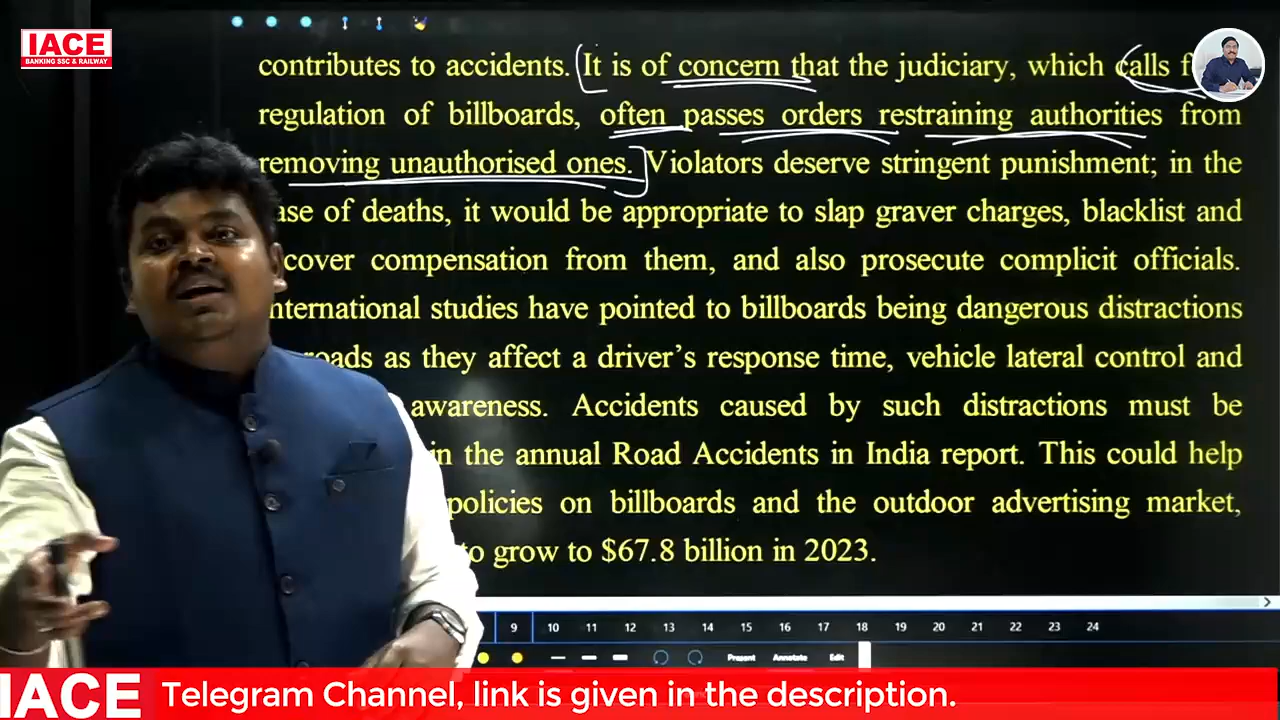 IACE
BANKING SSC & RAILWAY
contributes to accidents. It is of concern that the judiciary, which calls
regulation of billboards, often passes orders restraining authorities from
removing unauthorised ones. Violators deserve stringent punishment; in the
of deaths, it would be appropriate to slap graver charges, blacklist and
compensation from them, and also prosecute complicit officials.
International studies have pointed to billboards being dangerous distractions
roads as they affect a driver’s response time, vehicle lateral control and
awareness. Accidents caused by such distractions must be
in the annual Road Accidents in India report. This could help
policies on billboards and the outdoor advertising market,
to grow to $67.8 billion in 2023.
9 10 11 12 13 14 15 16 17 18 19 20 21 22 23 24
Present Annotate Edit
IACE Telegram Channel, link is given in the description.